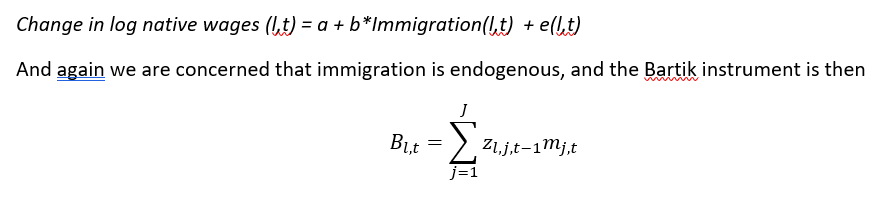 Change in log native wages (l,t) = a + b*Immigration(l,t) + e(l,t)
And again we are concerned that immigration is endogenous, and the Bartik instrument is then
B_{l,t} = \sum_{j=1}^{J} z_{l,j,t-1} m_{j,t}